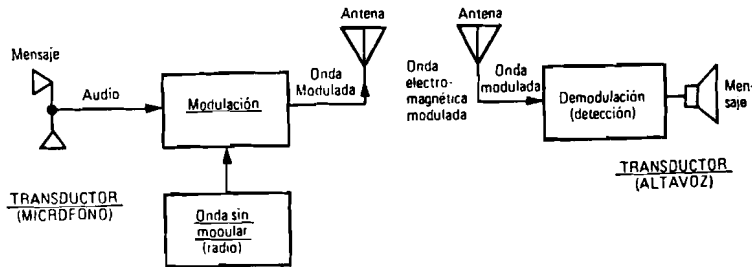 Mensaje
Audio
TRANSDUCTOR
(MICROFONO)
Modulación
Onda sin
modular
(radio)
Onda
Modulada
Antena
Antena
Onda
electro-
magnética
modulada
Onda
modulada
Demodulación
(detección)
Men-
saje
TRANSDUCTOR
(ALTAVOZ)